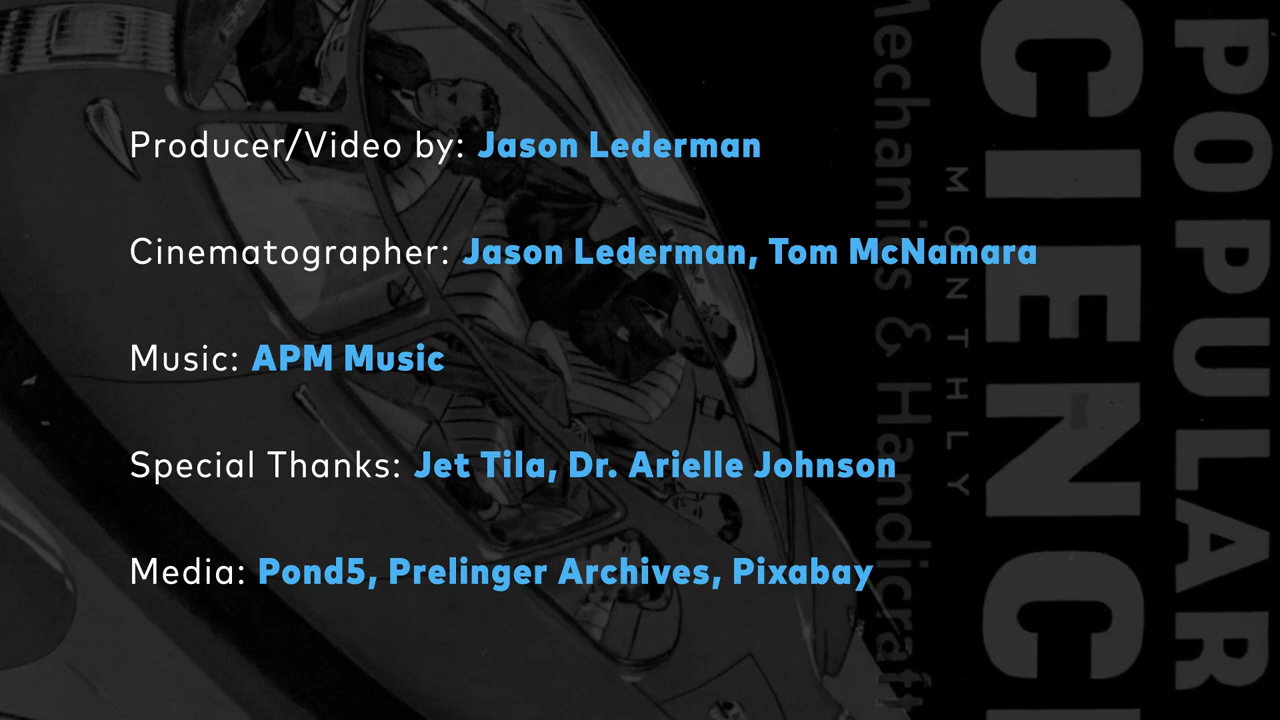 Producer/Video by: Jason Lederman
Cinematographer: Jason Lederman, Tom McNamara
Music: APM Music
Special Thanks: Jet Tila, Dr. Arielle Johnson
Media: Pond5, Prelinger Archives, Pixabay
POPULAR
CIENC
MONTHLY
Mechanics & Handicraft